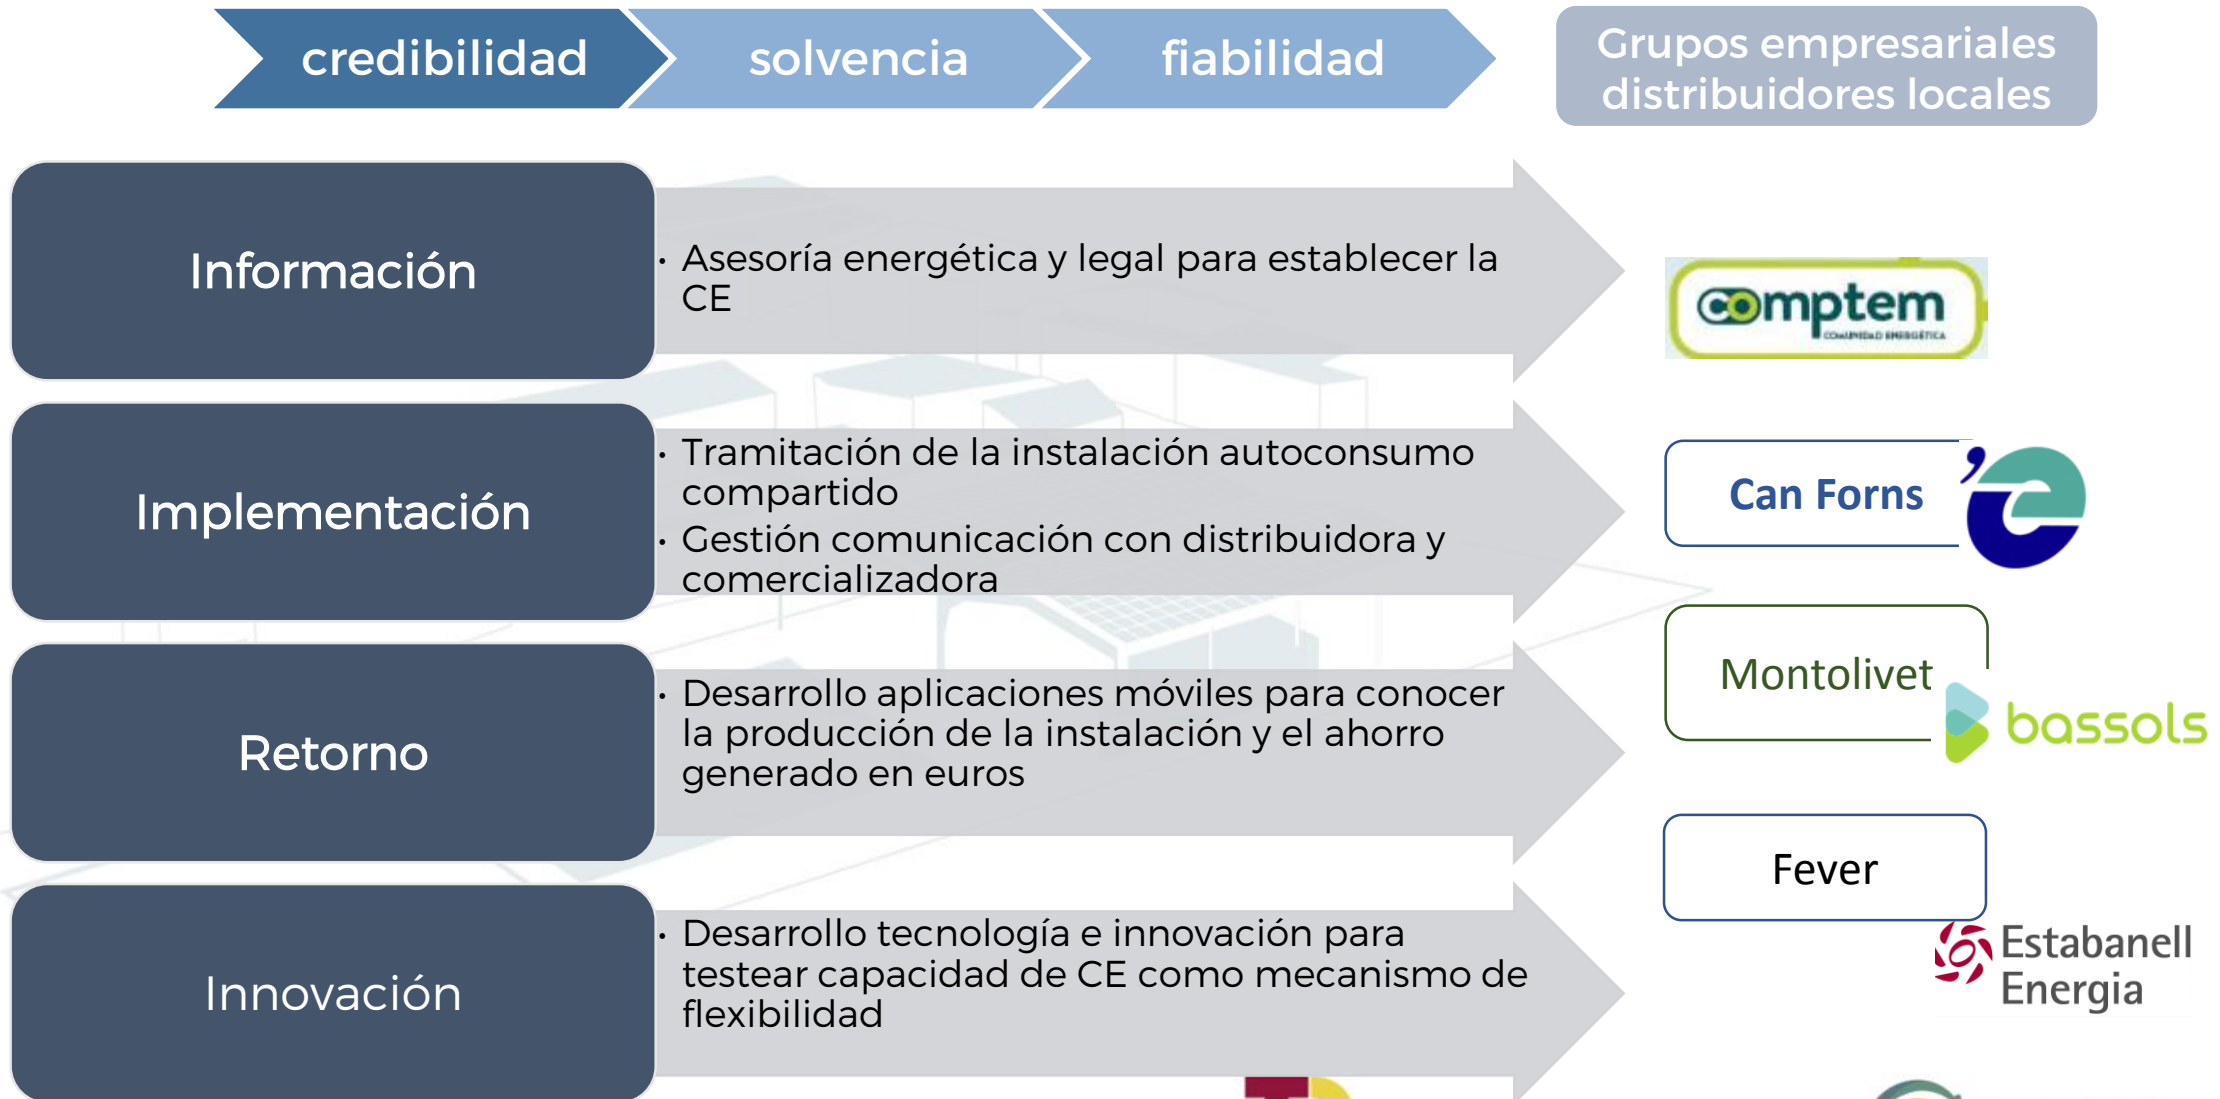 credibilidad
solvencia
fiabilidad
Grupos empresariales
distribuidores locales
Información
· Asesoría energética y legal para establecer la
CE
comptem
COMUNIDAD ENERGÉTICA
Implementación
· Tramitación de la instalación autoconsumo
compartido
· Gestión comunicación con distribuidora y
comercializadora
Can Forns
'e
Retorno
· Desarrollo aplicaciones móviles para conocer
la producción de la instalación y el ahorro
generado en euros
Montolivet
bassols
Fever
Innovación
· Desarrollo tecnología e innovación para
testear capacidad de CE como mecanismo de
flexibilidad
Estabanell
Energia